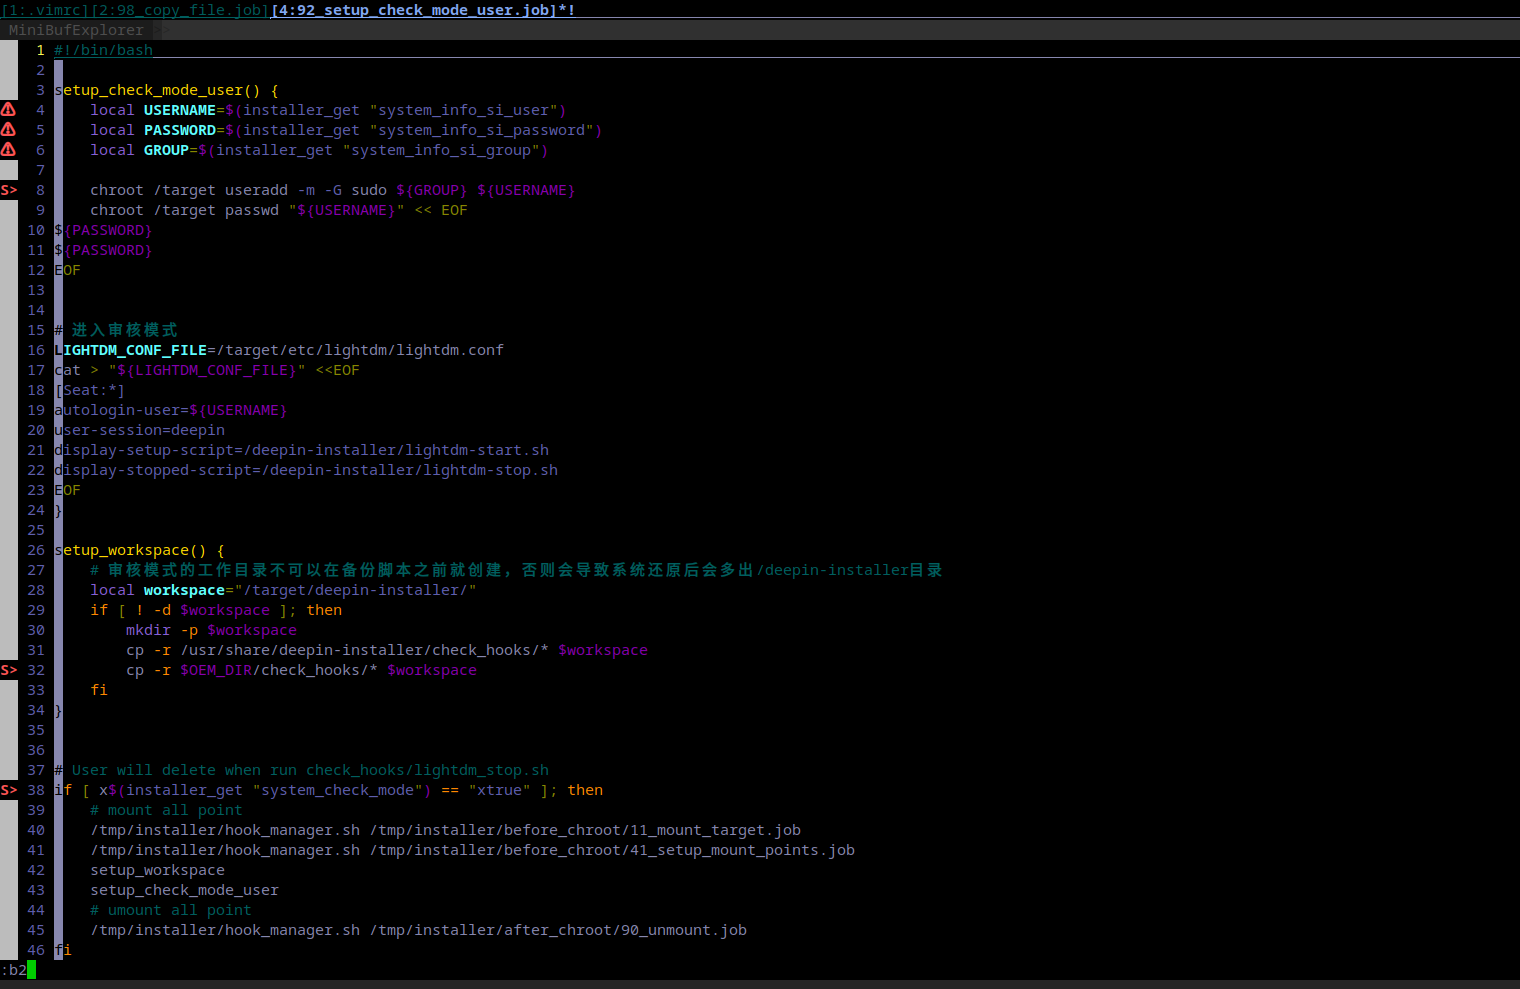 [1:.vimrc][2:98_copy_file.job][4:92_setup_check_mode_user.job]*!
MiniBufExplorer
1 #!/bin/bash
2
3 setup_check_mode_user() {
4     local USERNAME=$(installer_get "system_info_si_user")
5     local PASSWORD=$(installer_get "system_info_si_password")
6     local GROUP=$(installer_get "system_info_si_group")
7
S> 8     chroot /target useradd -m -G sudo ${GROUP} ${USERNAME}
9     chroot /target passwd "${USERNAME}" << EOF
10 ${PASSWORD}
11 ${PASSWORD}
12 EOF
13
14
15 # 进入审核模式
16 LIGHTDM_CONF_FILE=/target/etc/lightdm/lightdm.conf
17 cat > "${LIGHTDM_CONF_FILE}" <<EOF
18 [Seat:*]
19 autologin-user=${USERNAME}
20 user-session=deepin
21 display-setup-script=/deepin-installer/lightdm-start.sh
22 display-stopped-script=/deepin-installer/lightdm-stop.sh
23 EOF
24 }
25
26 setup_workspace() {
27     # 审核模式的工作目录不可以在备份脚本之前就创建，否则会导致系统还原后会多出/deepin-installer目录
28     local workspace="/target/deepin-installer/"
29     if [ ! -d $workspace ]; then
30         mkdir -p $workspace
31         cp -r /usr/share/deepin-installer/check_hooks/* $workspace
S> 32         cp -r $OEM_DIR/check_hooks/* $workspace
33     fi
34 }
35
36
37 # User will delete when run check_hooks/lightdm_stop.sh
S> 38 if [ x$(installer_get "system_check_mode") == "xtrue" ]; then
39     # mount all point
40     /tmp/installer/hook_manager.sh /tmp/installer/before_chroot/11_mount_target.job
41     /tmp/installer/hook_manager.sh /tmp/installer/before_chroot/41_setup_mount_points.job
42     setup_workspace
43     setup_check_mode_user
44     # umount all point
45     /tmp/installer/hook_manager.sh /tmp/installer/after_chroot/90_unmount.job
46 fi
:b2